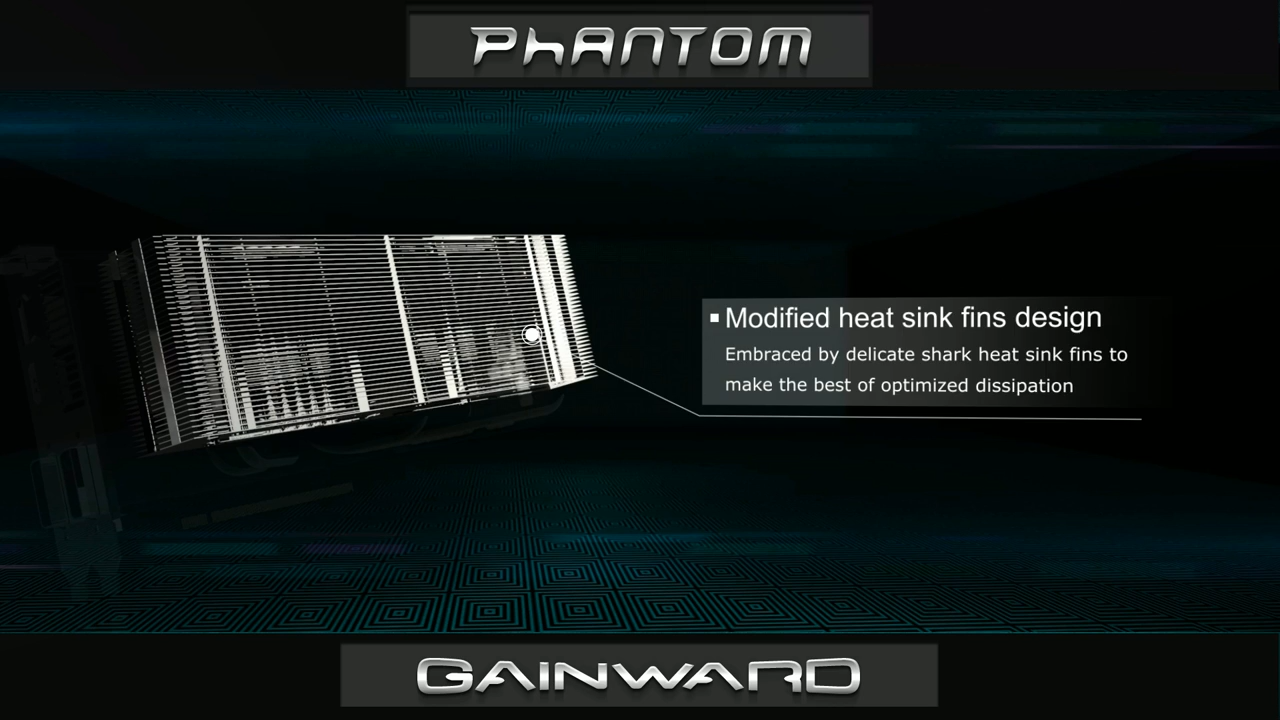 PHANTOM
Modified heat sink fins design
Embraced by delicate shark heat sink fins to
make the best of optimized dissipation
GAINWARD